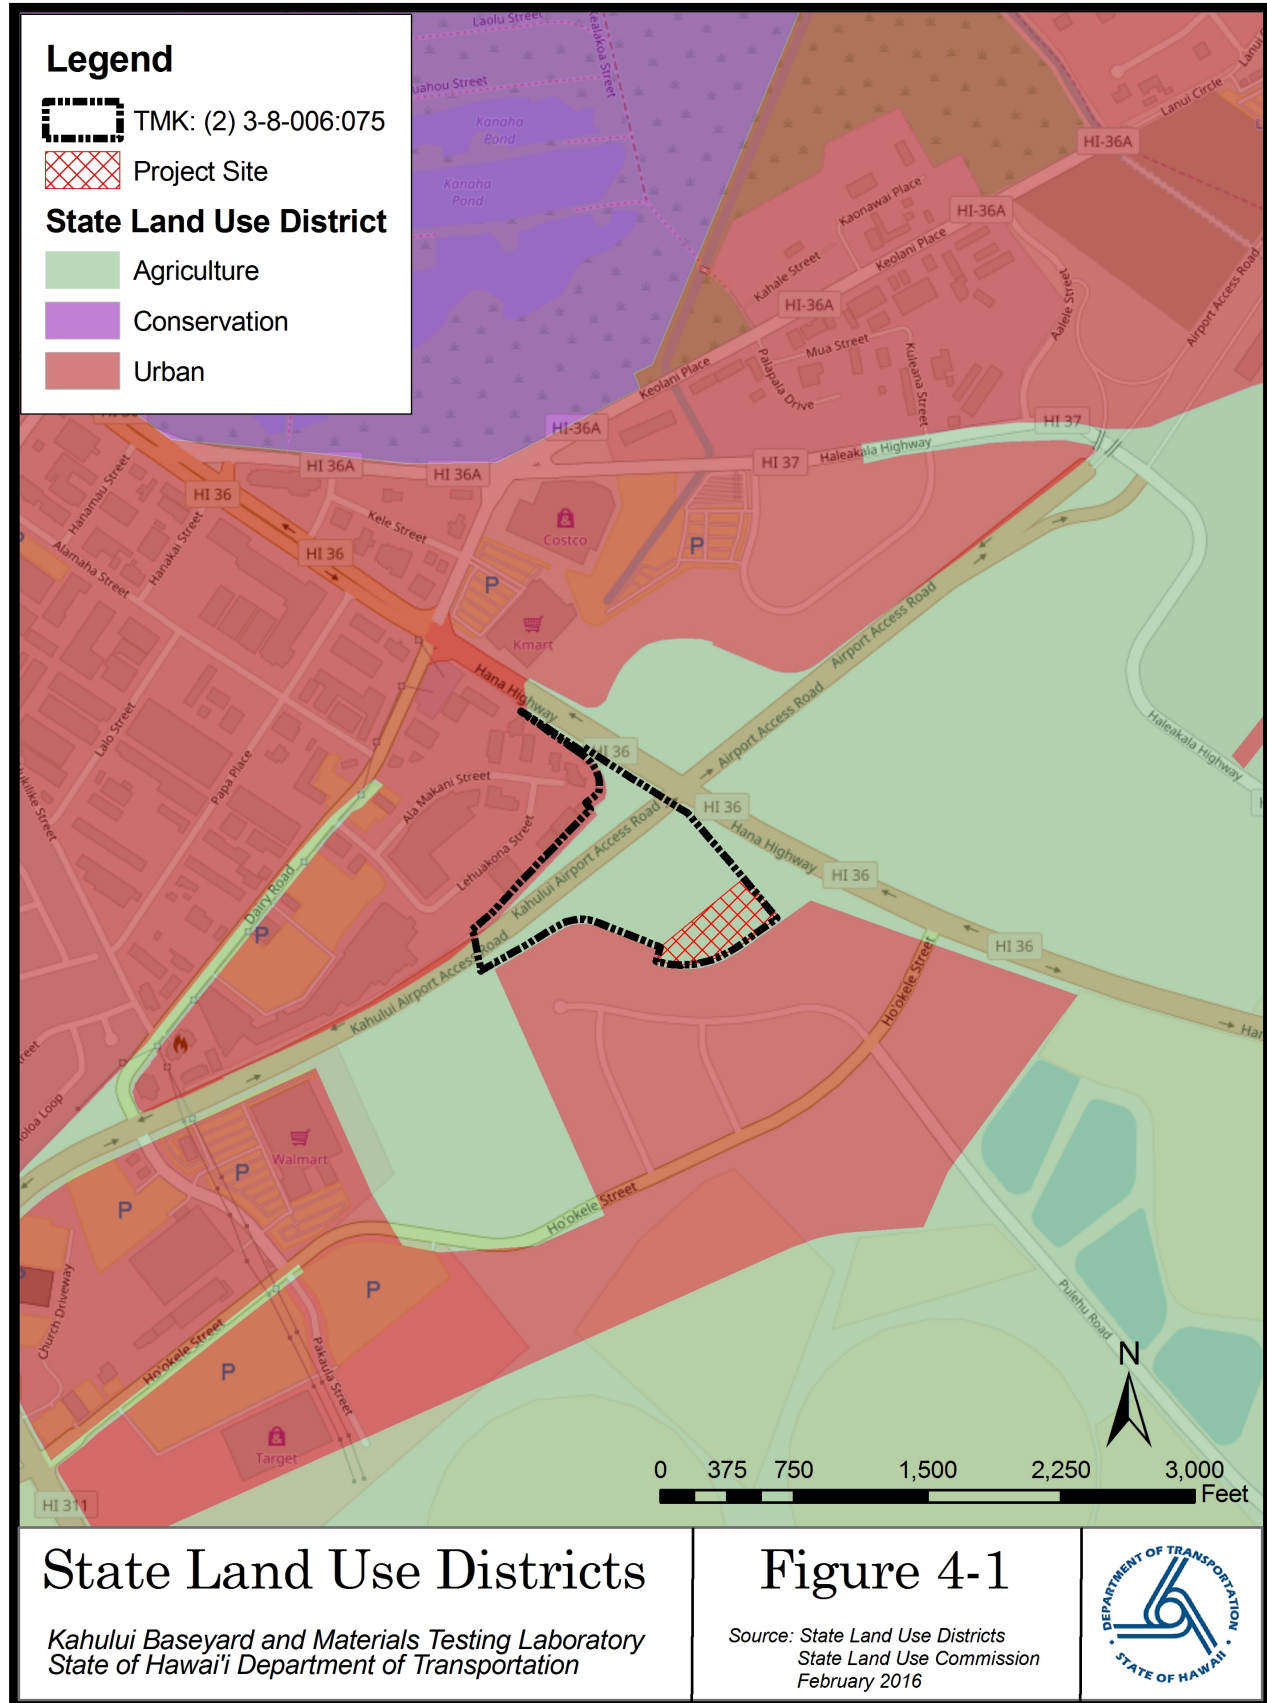 Legend
TMK: (2) 3-8-006:075
Project Site
State Land Use District
Agriculture
Conservation
Urban
Laolu Street
Kealakoa Street
uahou Street
Kanaha
Pond
Kanaha
Pond
Lanui Circle
HI-36A
HI-36A
Kaonawai Place
Keolani Place
Kahale Street
HI-36A
Aalele Street
Airport Access Road
Mua Street
Kuleana Street
Palapala Drive
Keolani Place
HI-36A
HI 37
HI 37
Haleakala Highway
HI 36A
HI 36A
HI 36
HI 36
Hanamau Street
Hanakai Street
Alamaha Street
Kele Street
Costco
P
P
Kmart
Hana Highway
Airport Access Road
Airport Access Road
HI 36
HI 36
Hana Highway
HI 36
HI 36
Haleakala Highway
Lalo Street
Papa Place
ukilike Street
Ala Makani Street
Lehuakona Street
Kahului Airport Access Road
Kahului Airport Access Road
Dairy Road
P
Ho'okele Street
Ho'okele Street
Ho'okele Street
Walmart
P
P
P
P
Church Driveway
Pakaula Street
Target
HI 311
Pulehu Road
N
0 375 750 1,500 2,250 3,000
Feet
State Land Use Districts
Kahului Baseyard and Materials Testing Laboratory
State of Hawai'i Department of Transportation
Figure 4-1
Source: State Land Use Districts
State Land Use Commission
February 2016
DEPARTMENT OF TRANSPORTATION
STATE OF HAWAII